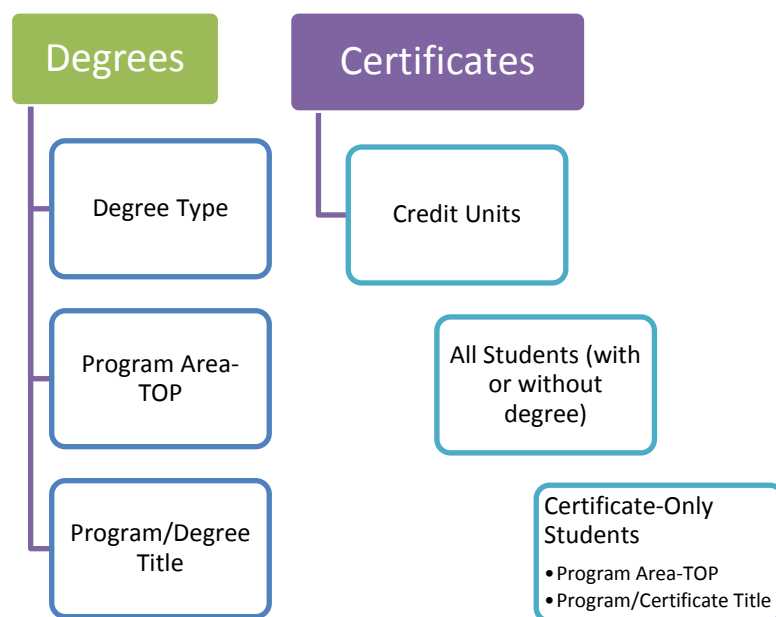 Degrees
Degree Type
Program Area-
TOP
Program/Degree
Title
Certificates
Credit Units
All Students (with
or without
degree)
Certificate-Only
Students
•Program Area-TOP
•Program/Certificate Title